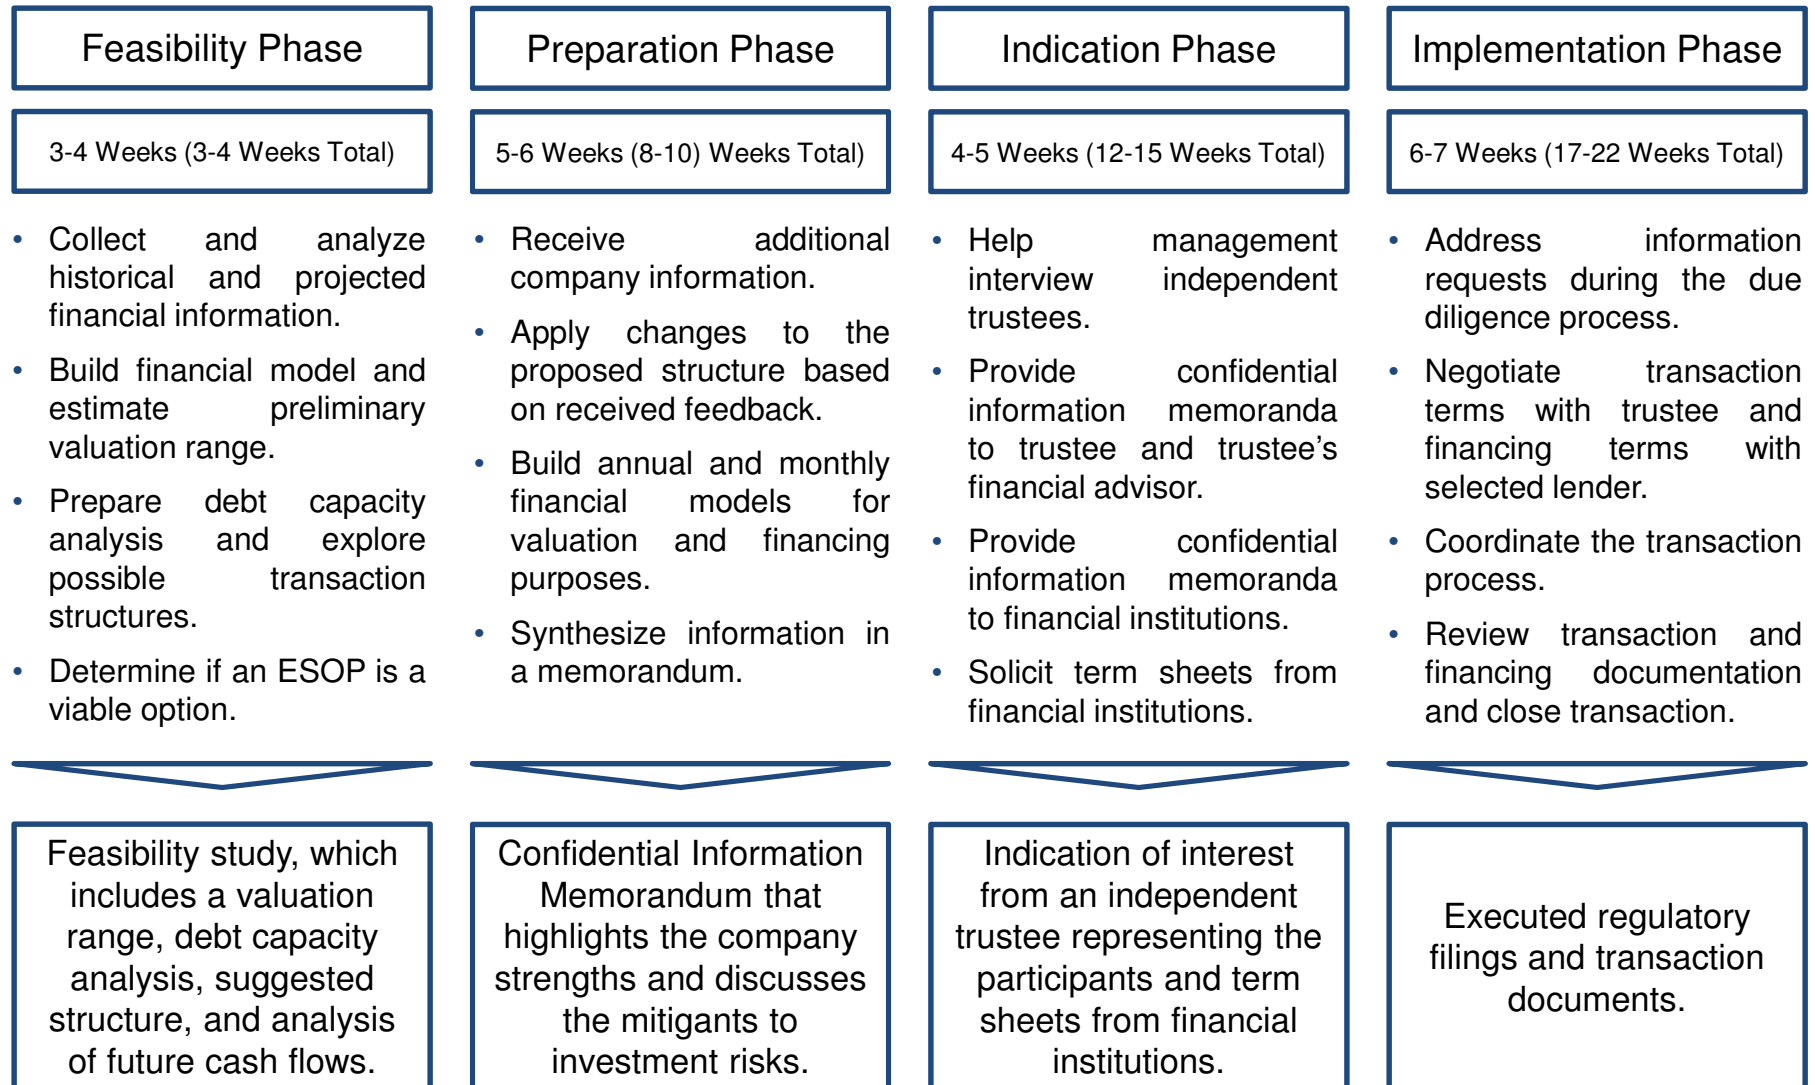 Feasibility Phase
3-4 Weeks (3-4 Weeks Total)
• Collect and analyze
historical and projected
financial information.
• Build financial model and
estimate preliminary
valuation range.
• Prepare debt capacity
analysis and explore
possible transaction
structures.
• Determine if an ESOP is a
viable option.
Feasibility study, which
includes a valuation
range, debt capacity
analysis, suggested
structure, and analysis
of future cash flows.
Preparation Phase
5-6 Weeks (8-10) Weeks Total)
• Receive additional
company information.
• Apply changes to the
proposed structure based
on received feedback.
• Build annual and monthly
financial models for
valuation and financing
purposes.
• Synthesize information in
a memorandum.
Confidential Information
Memorandum that
highlights the company
strengths and discusses
the mitigants to
investment risks.
Indication Phase
4-5 Weeks (12-15 Weeks Total)
• Help management
interview independent
trustees.
• Provide confidential
information memoranda
to trustee and trustee's
financial advisor.
• Provide confidential
information memoranda
to financial institutions.
• Solicit term sheets from
financial institutions.
Indication of interest
from an independent
trustee representing the
participants and term
sheets from financial
institutions.
Implementation Phase
6-7 Weeks (17-22 Weeks Total)
• Address information
requests during the due
diligence process.
• Negotiate transaction
terms with trustee and
financing terms with
selected lender.
• Coordinate the transaction
process.
• Review transaction and
financing documentation
and close transaction.
Executed regulatory
filings and transaction
documents.